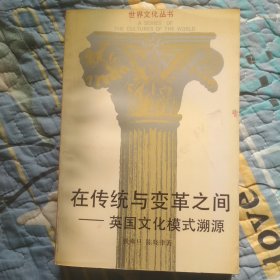 世界文化丛书
A SERIES OF
THE CULTURES OF THE WORLD
在传统与变革之间
——英国文化模式溯源